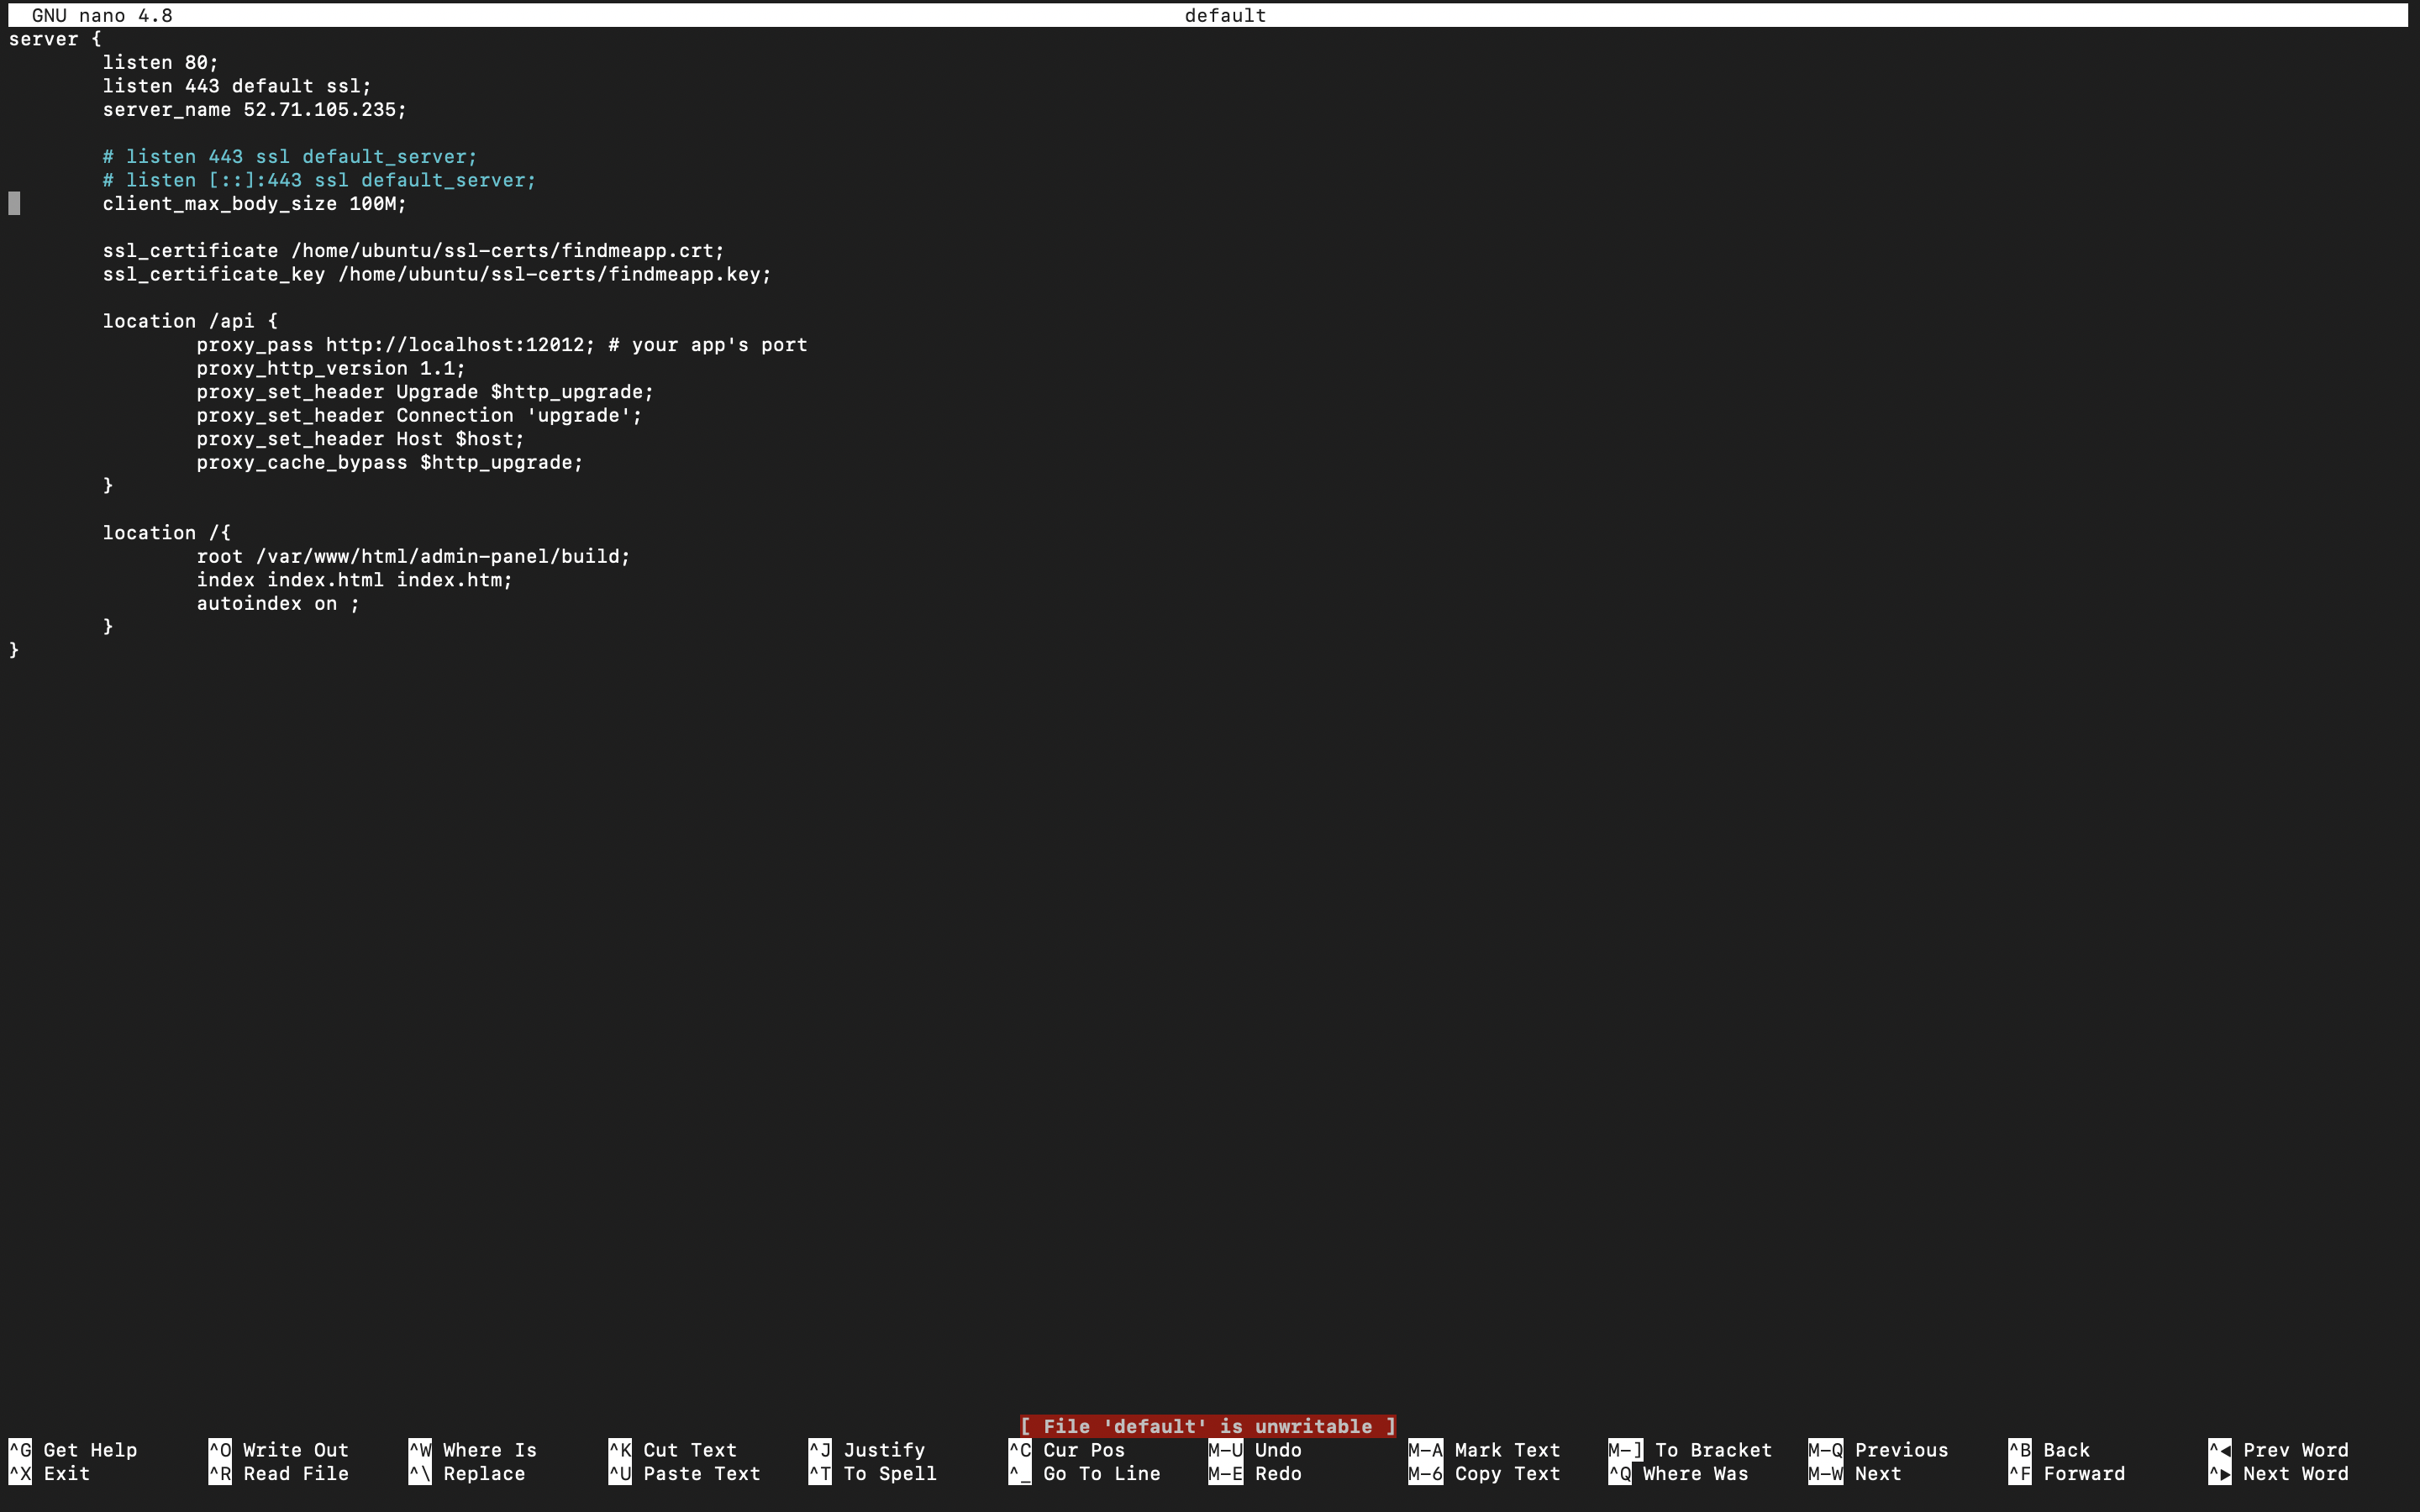 GNU nano 4.8 default
server {
        listen 80;
        listen 443 default ssl;
        server_name 52.71.105.235;

        # listen 443 ssl default_server;
        # listen [::]:443 ssl default_server;
        client_max_body_size 100M;

        ssl_certificate /home/ubuntu/ssl-certs/findmeapp.crt;
        ssl_certificate_key /home/ubuntu/ssl-certs/findmeapp.key;

        location /api {
                proxy_pass http://localhost:12012; # your app's port
                proxy_http_version 1.1;
                proxy_set_header Upgrade $http_upgrade;
                proxy_set_header Connection 'upgrade';
                proxy_set_header Host $host;
                proxy_cache_bypass $http_upgrade;
        }

        location /{
                root /var/www/html/admin-panel/build;
                index index.html index.htm;
                autoindex on ;
        }
}
[ File 'default' is unwritable ]
^G Get Help ^O Write Out ^W Where Is ^K Cut Text ^J Justify ^C Cur Pos M-U Undo M-A Mark Text M-] To Bracket M-Q Previous ^B Back ^◀ Prev Word
^X Exit ^R Read File ^\ Replace ^U Paste Text ^T To Spell ^_ Go To Line M-E Redo M-6 Copy Text ^Q Where Was M-W Next ^F Forward ^▶ Next Word